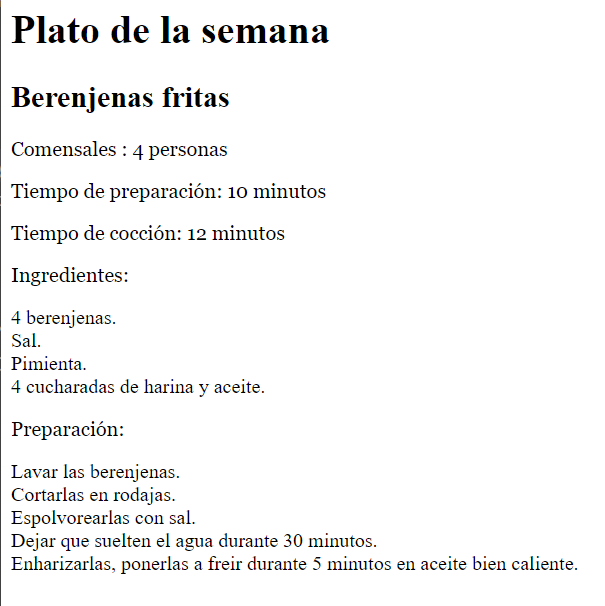 Plato de la semana
Berenjenas fritas
Comensales : 4 personas
Tiempo de preparación: 10 minutos
Tiempo de cocción: 12 minutos
Ingredientes:
4 berenjenas.
Sal.
Pimienta.
4 cucharadas de harina y aceite.
Preparación:
Lavar las berenjenas.
Cortarlas en rodajas.
Espolvorearlas con sal.
Dejar que suelten el agua durante 30 minutos.
Enharizarlas, ponerlas a freir durante 5 minutos en aceite bien caliente.